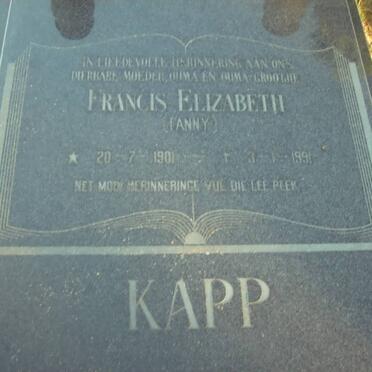 IN LIEFDEVOLLE HERINNERING AAN ONS
DIERBARE MOEDER, OUMA EN OUMA-GROOTJIE
FRANCIS ELIZABETH
(FANNY)
★ 20-7-1901 † 3-1-1991
NET MOOI HERINNERINGE VUL DIE LEE PLEK
KAPP